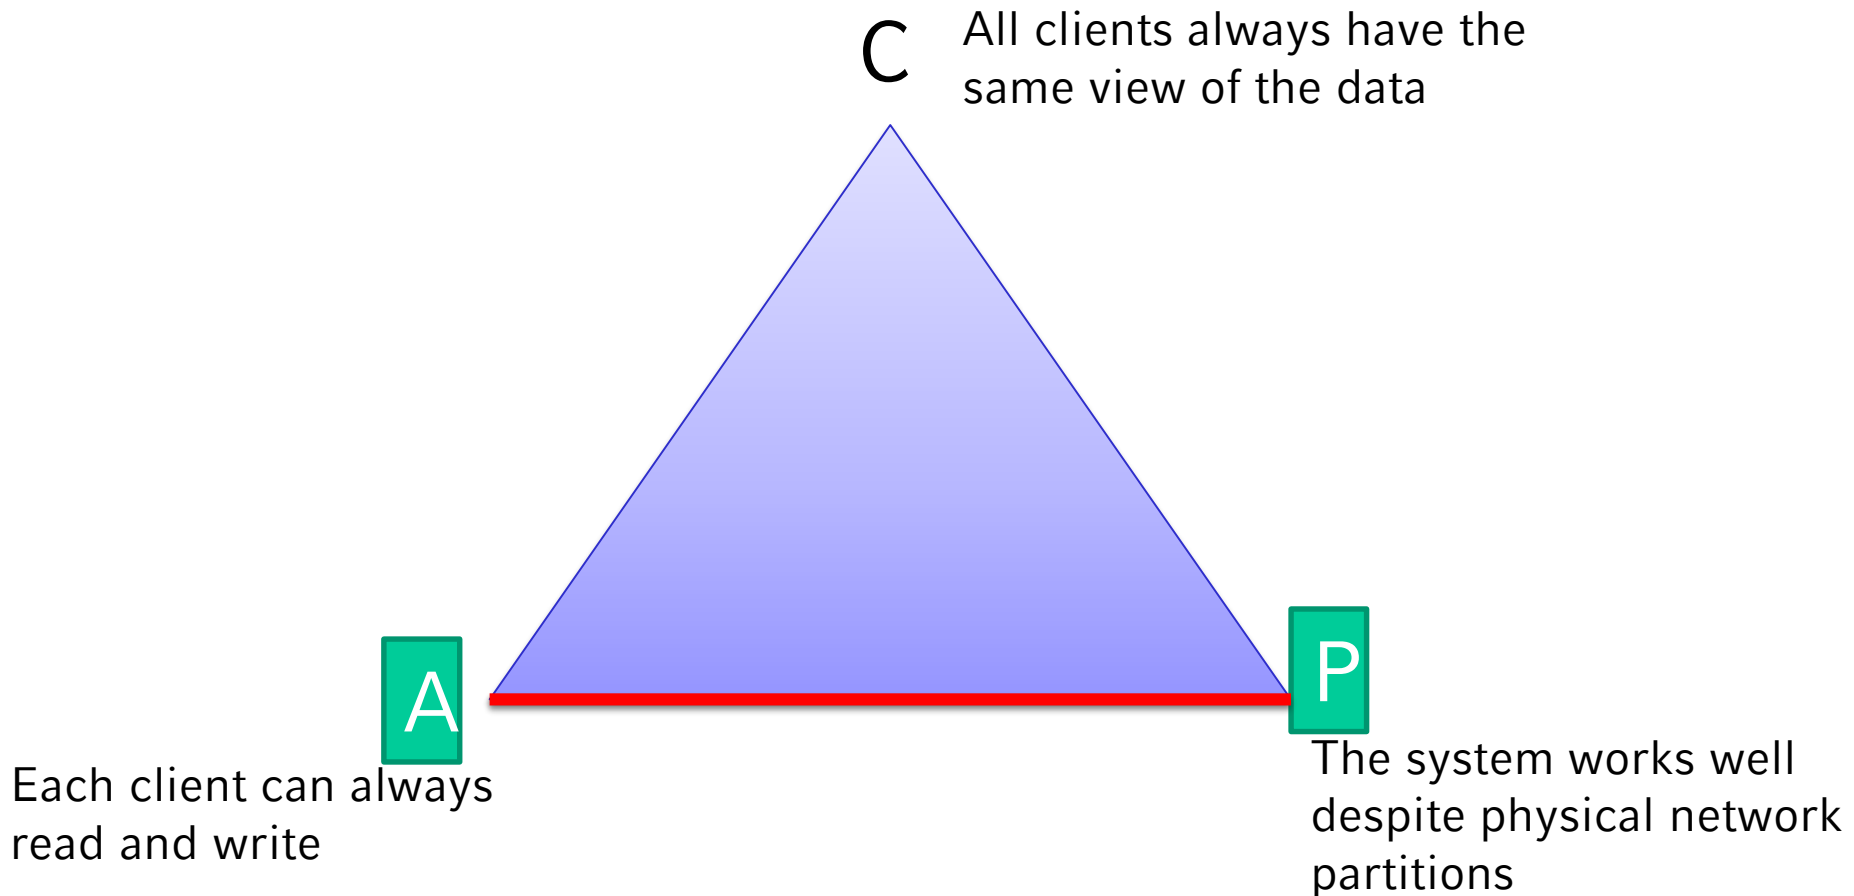 C
All clients always have the
same view of the data
A
Each client can always
read and write
P
The system works well
despite physical network
partitions